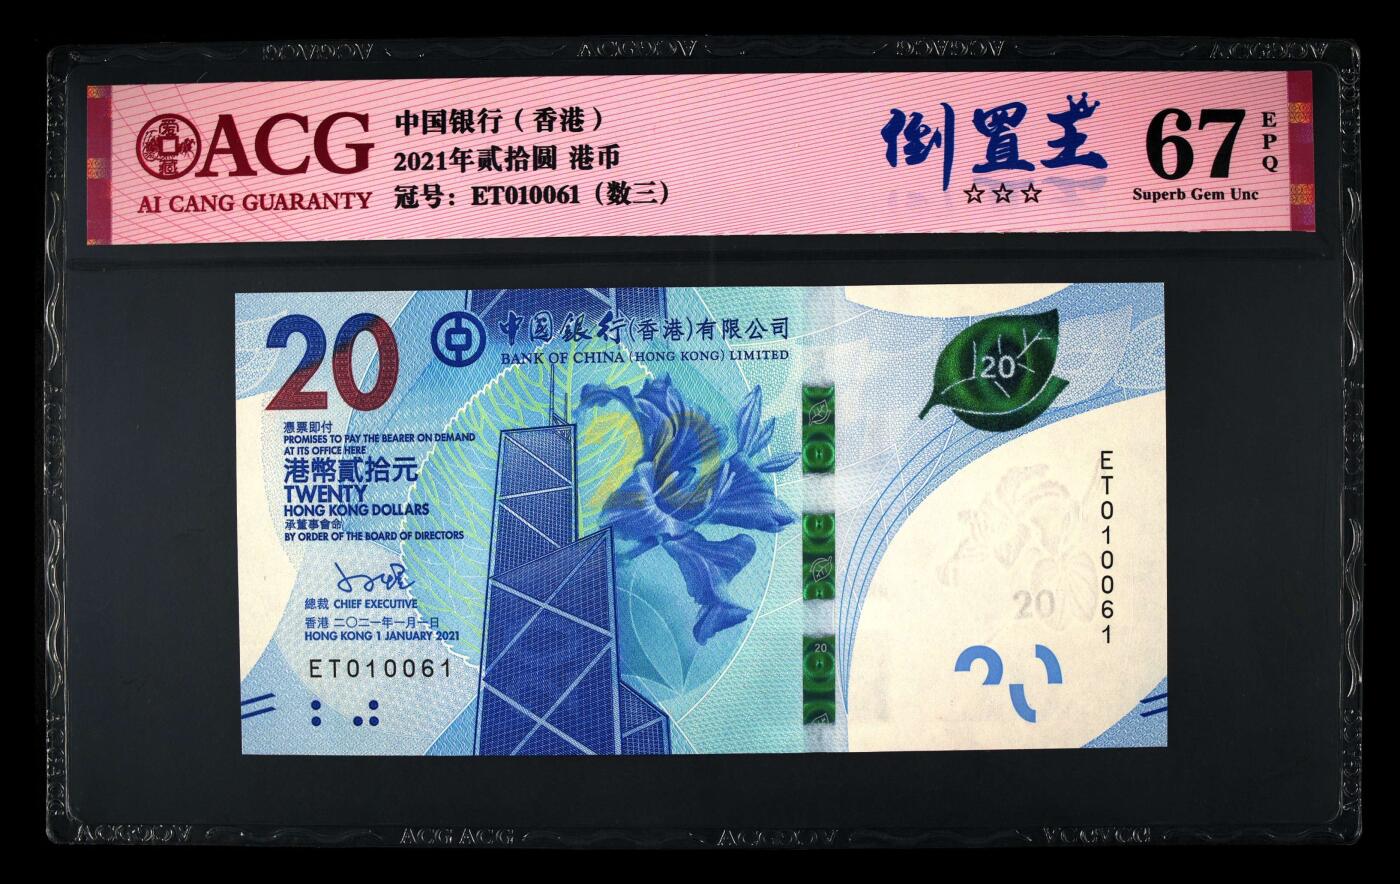 ACG
AI CANG GUARANTY
中国银行（香港）
2021年贰拾圆 港币
冠号：ET010061（数三）
倒置王
☆☆☆
67
EPQ
Superb Gem Unc
20
中国銀行(香港)有限公司
BANK OF CHINA (HONG KONG) LIMITED
憑票即付
PROMISES TO PAY THE BEARER ON DEMAND
AT ITS OFFICE HERE
港幣貳拾元
TWENTY
HONG KONG DOLLARS
承董事會命
BY ORDER OF THE BOARD OF DIRECTORS
總裁 CHIEF EXECUTIVE
香港 二〇二一年一月一日
HONG KONG 1 JANUARY 2021
ET010061
20
20
ET010061
20